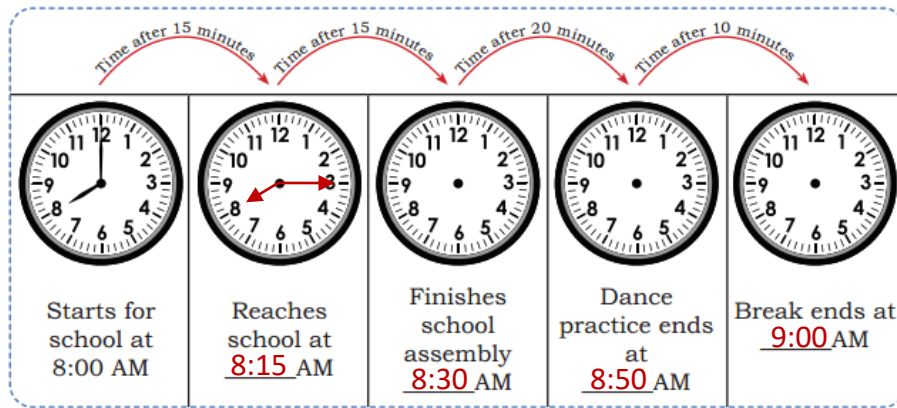 Time after 15 minutes
Time after 15 minutes
Time after 20 minutes
Time after 10 minutes
12 1 2 3 4 5 6 7 8 9 10 11
12 1 2 3 4 5 6 7 8 9 10 11
12 1 2 3 4 5 6 7 8 9 10 11
12 1 2 3 4 5 6 7 8 9 10 11
12 1 2 3 4 5 6 7 8 9 10 11
Starts for
school at
8:00 AM
Reaches
school at
8:15 AM
Finishes
school
assembly
8:30 AM
Dance
practice ends
at
8:50 AM
Break ends at
9:00 AM